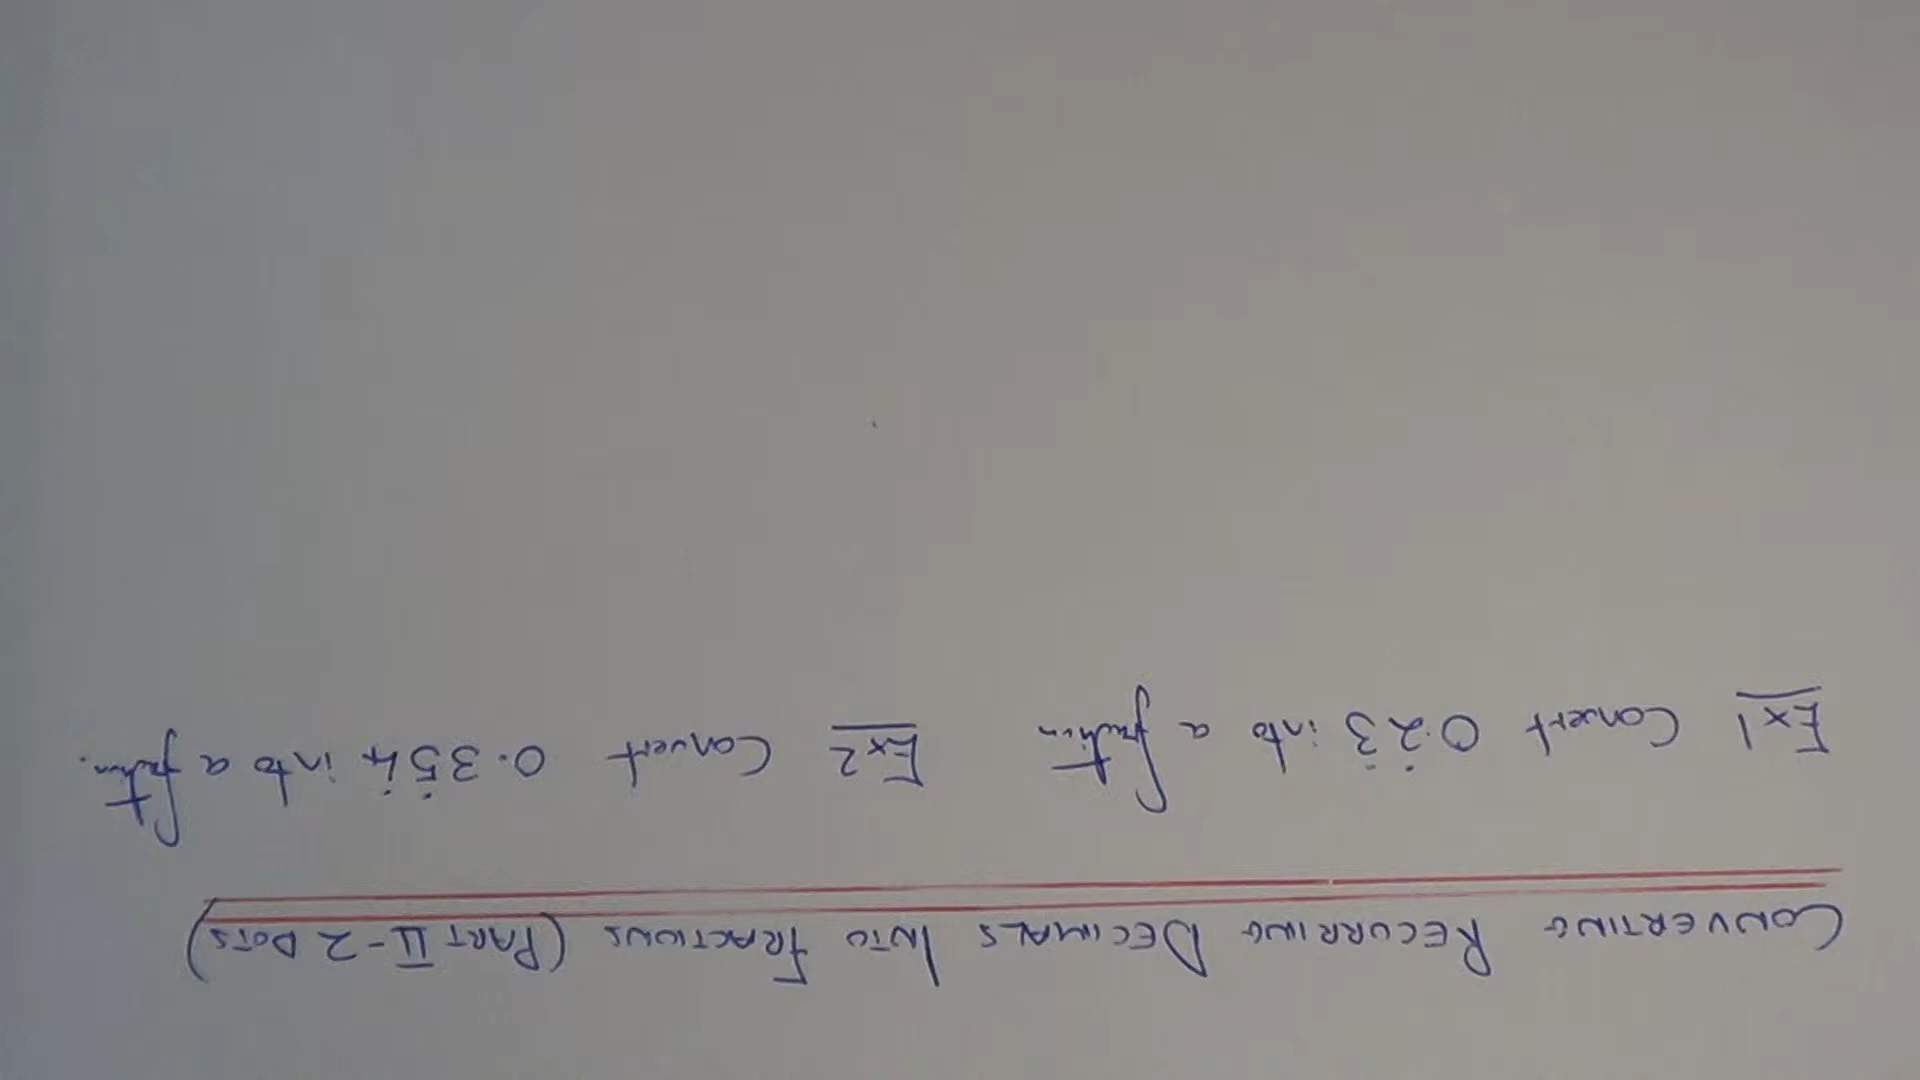 CONVERTING RECURRING DECIMALS INTO FRACTIONS (PART II - 2 DOTS)
Ex1 Convert 0.2̇3̇ into a fraction Ex2 Convert 0.35̇4̇ into a fraction.